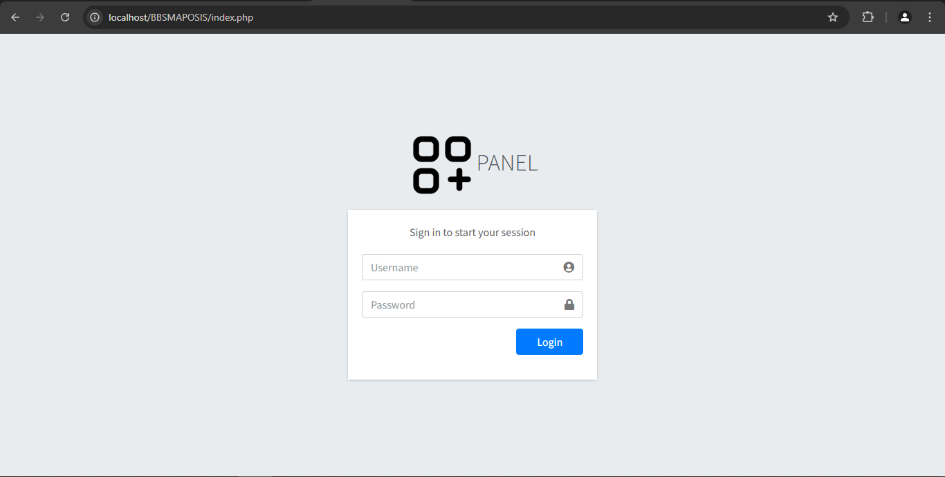 localhost/BBSMAPOSIS/index.php
PANEL
Sign in to start your session
Username
Password
Login